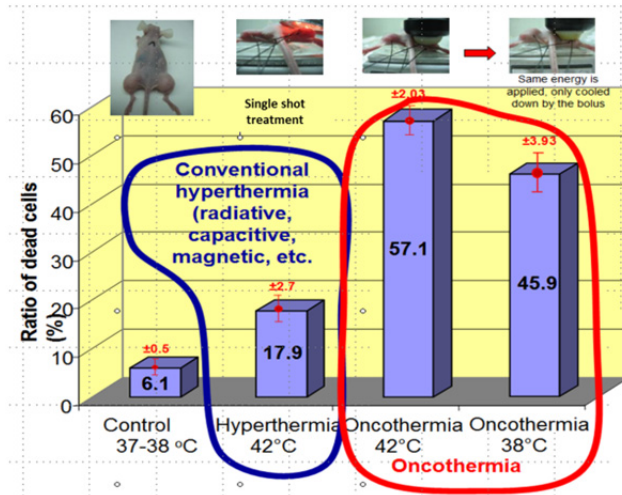 Same energy is
applied, only cooled
down by the bolus
Single shot
treatment
Ratio of dead cells
(%)
60
50
40
30
20
10
0
Conventional
hyperthermia
(radiative,
capacitive,
magnetic, etc.
±0.5
6.1
±2.7
17.9
±2.03
57.1
±3.93
45.9
Control
37-38 °C
Hyperthermia
42°C
Oncothermia
42°C
Oncothermia
38°C
Oncothermia